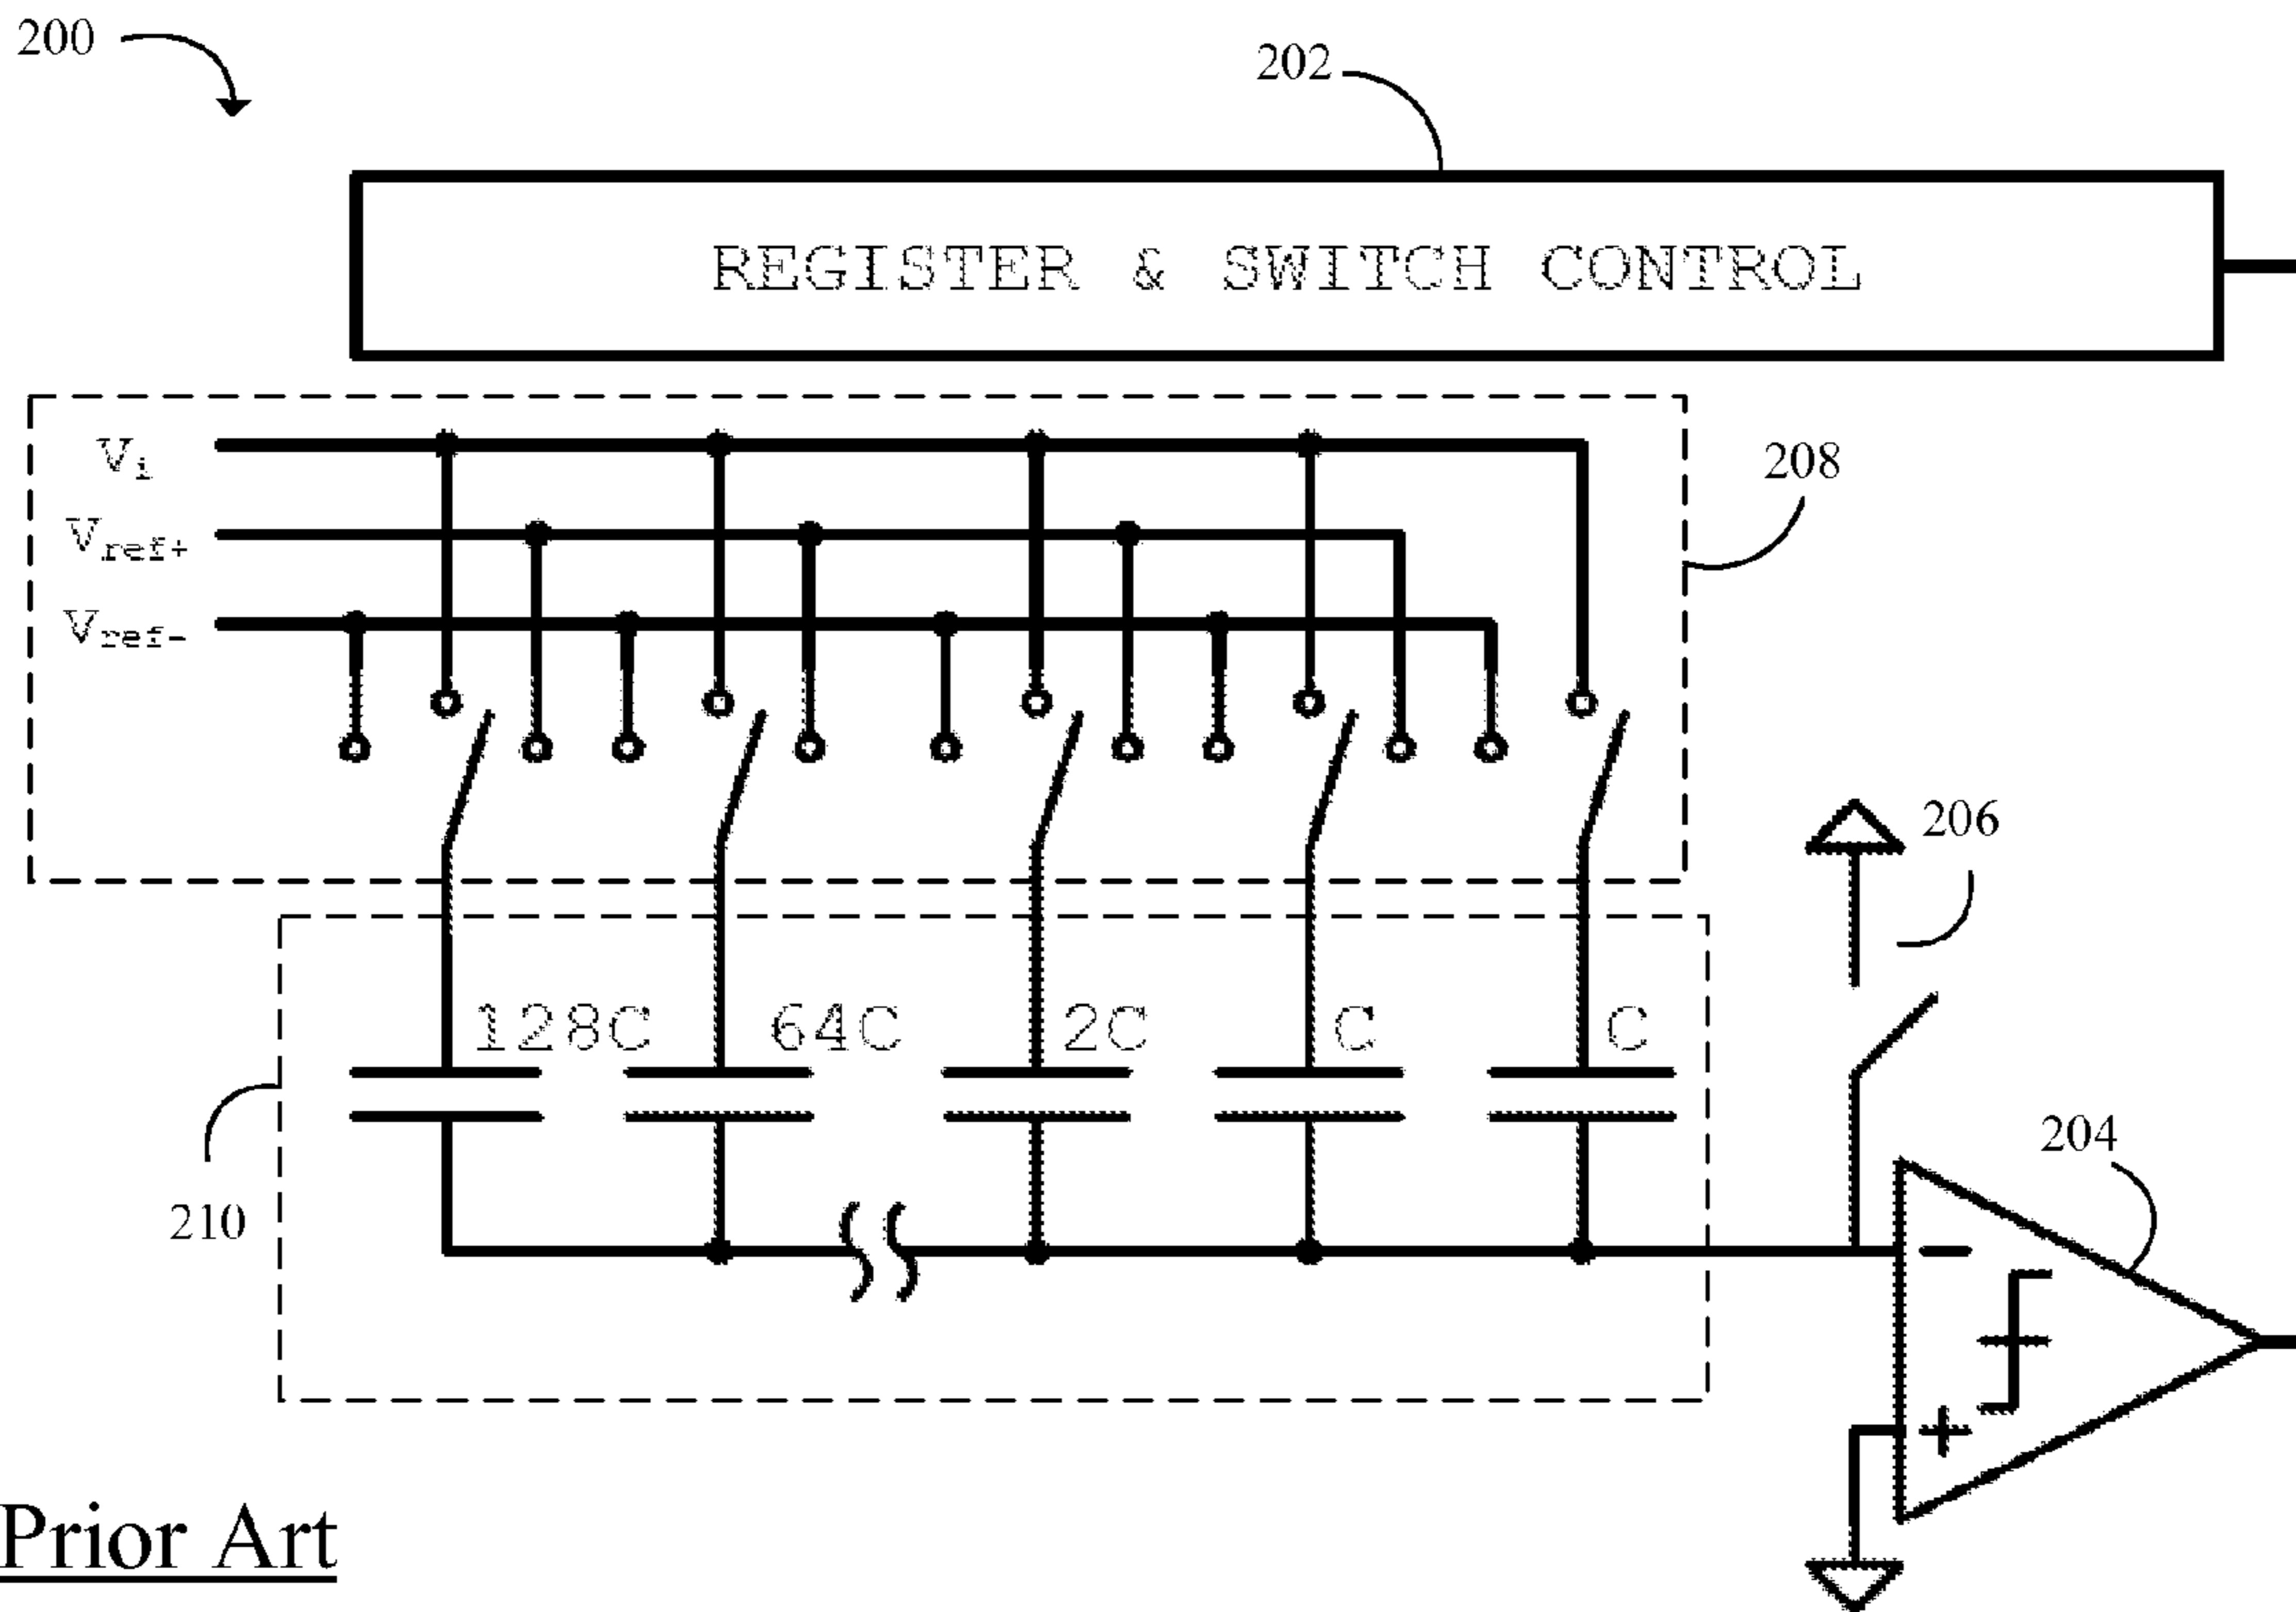 200
202
REGISTER & SWITCH CONTROL
Vi
208
Vref+
Vref-
206
128C 64C 2C C C
204
210
−
+
Prior Art